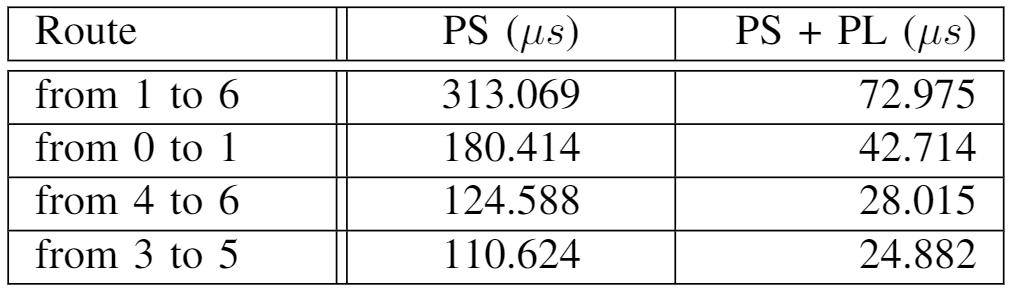 Route PS (μs) PS + PL (μs)
from 1 to 6 313.069 72.975
from 0 to 1 180.414 42.714
from 4 to 6 124.588 28.015
from 3 to 5 110.624 24.882